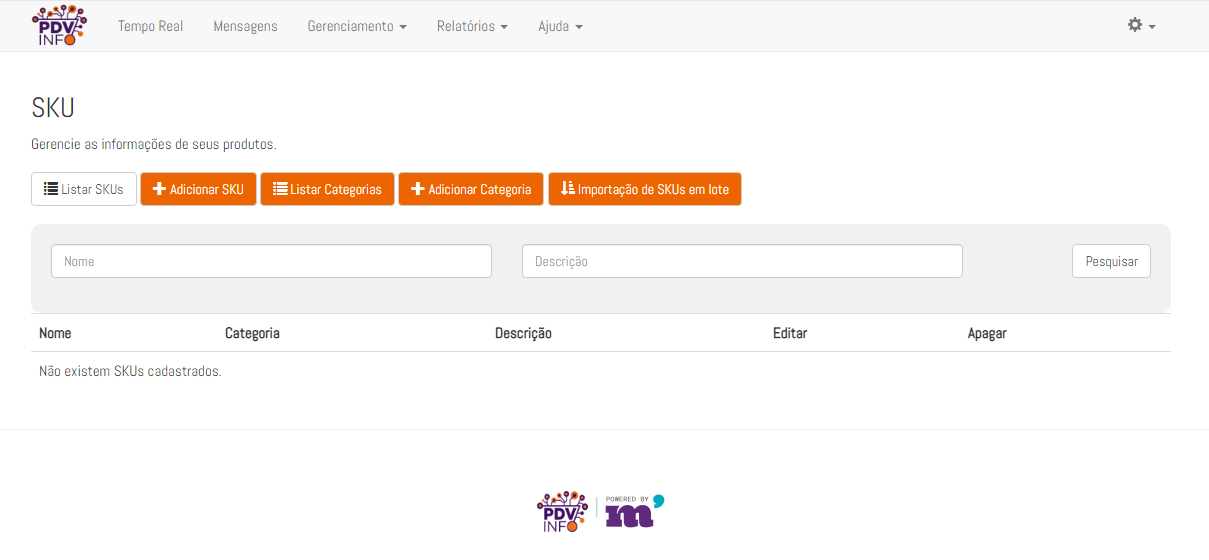 PDV INFO Tempo Real Mensagens Gerenciamento Relatórios Ajuda
SKU
Gerencie as informações de seus produtos.
Listar SKUs Adicionar SKU Listar Categorias Adicionar Categoria Importação de SKUs em lote
Nome Descrição Pesquisar
Nome Categoria Descrição Editar Apagar
Não existem SKUs cadastrados.
PDV INFO POWERED BY m'